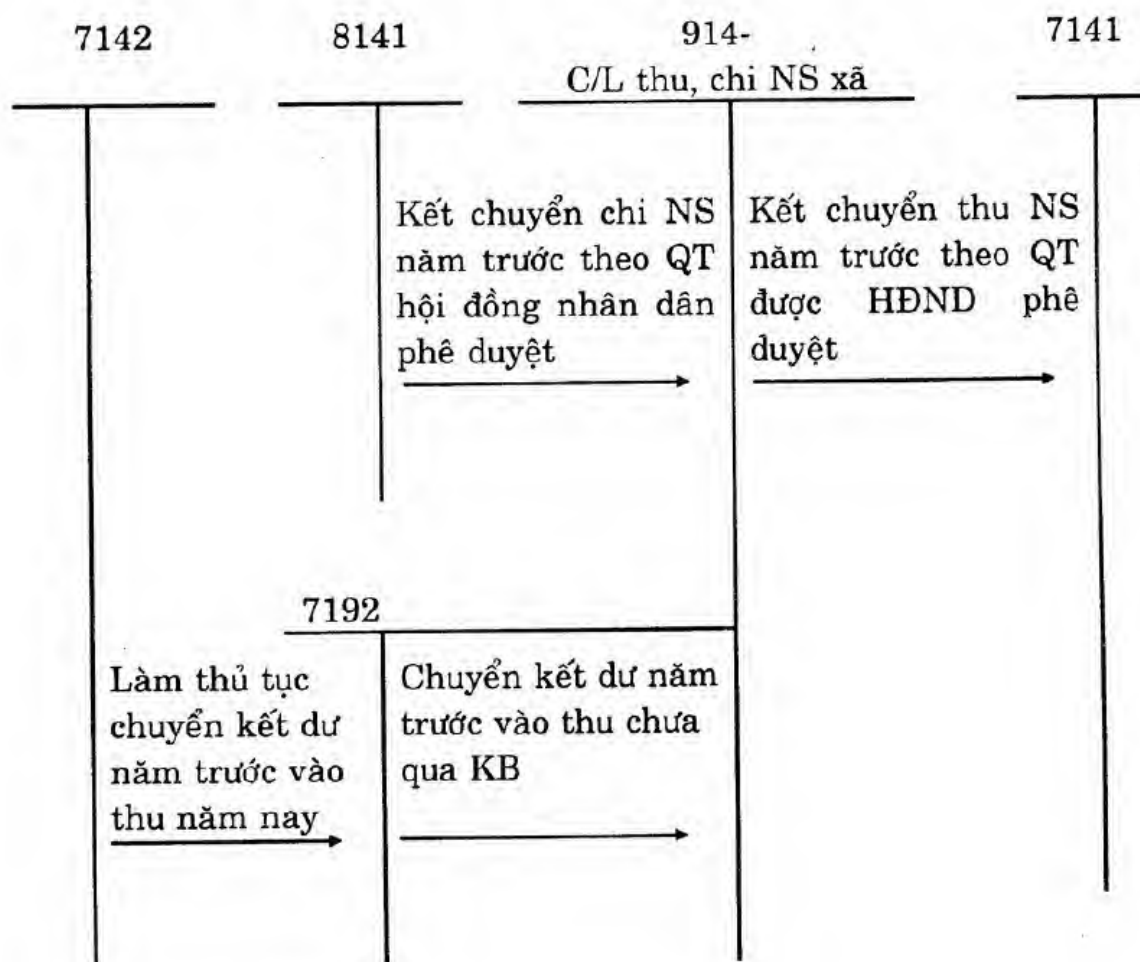 7142
8141
914-
7141
C/L thu, chi NS xã
Kết chuyển chi NS
năm trước theo QT
hội đồng nhân dân
phê duyệt
Kết chuyển thu NS
năm trước theo QT
được HĐND phê
duyệt
7192
Làm thủ tục
chuyển kết dư
năm trước vào
thu năm nay
Chuyển kết dư năm
trước vào thu chưa
qua KB